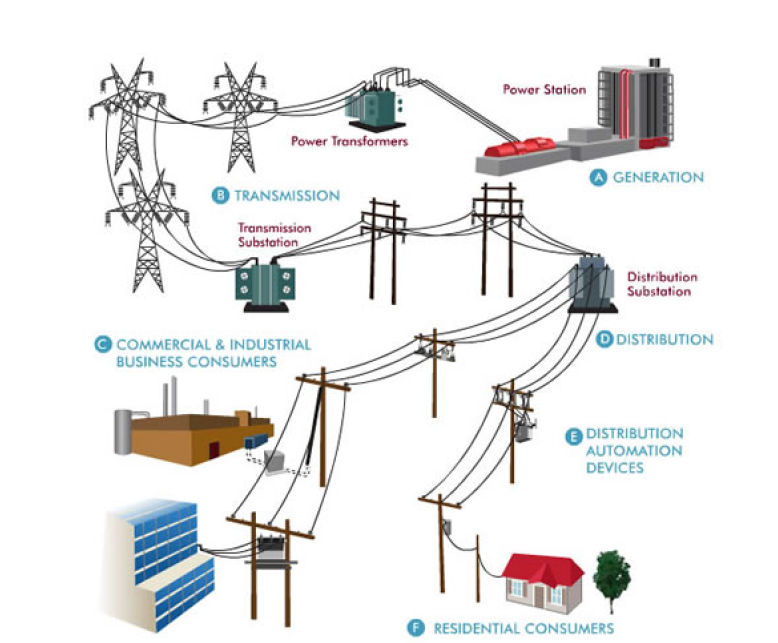 Power Station
Power Transformers
A GENERATION
B TRANSMISSION
Transmission
Substation
Distribution
Substation
C COMMERCIAL & INDUSTRIAL
BUSINESS CONSUMERS
D DISTRIBUTION
E DISTRIBUTION
AUTOMATION
DEVICES
F RESIDENTIAL CONSUMERS